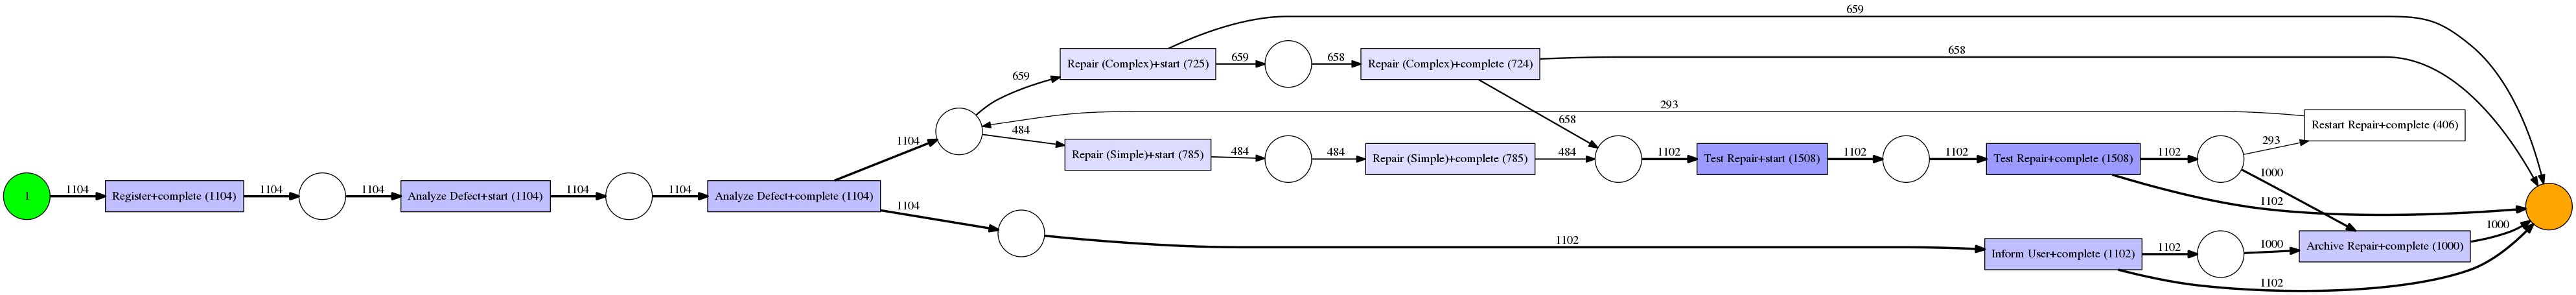 659
Repair (Complex)+start (725)
659
658
Repair (Complex)+complete (724)
658
659
293
658
Restart Repair+complete (406)
1104
484
Repair (Simple)+start (785)
484
484
Repair (Simple)+complete (785)
484
1102
Test Repair+start (1508)
1102
1102
Test Repair+complete (1508)
1102
293
1000
1102
I
1104
Register+complete (1104)
1104
1104
Analyze Defect+start (1104)
1104
1104
Analyze Defect+complete (1104)
1104
1102
Inform User+complete (1102)
1102
1000
Archive Repair+complete (1000)
1000
1102